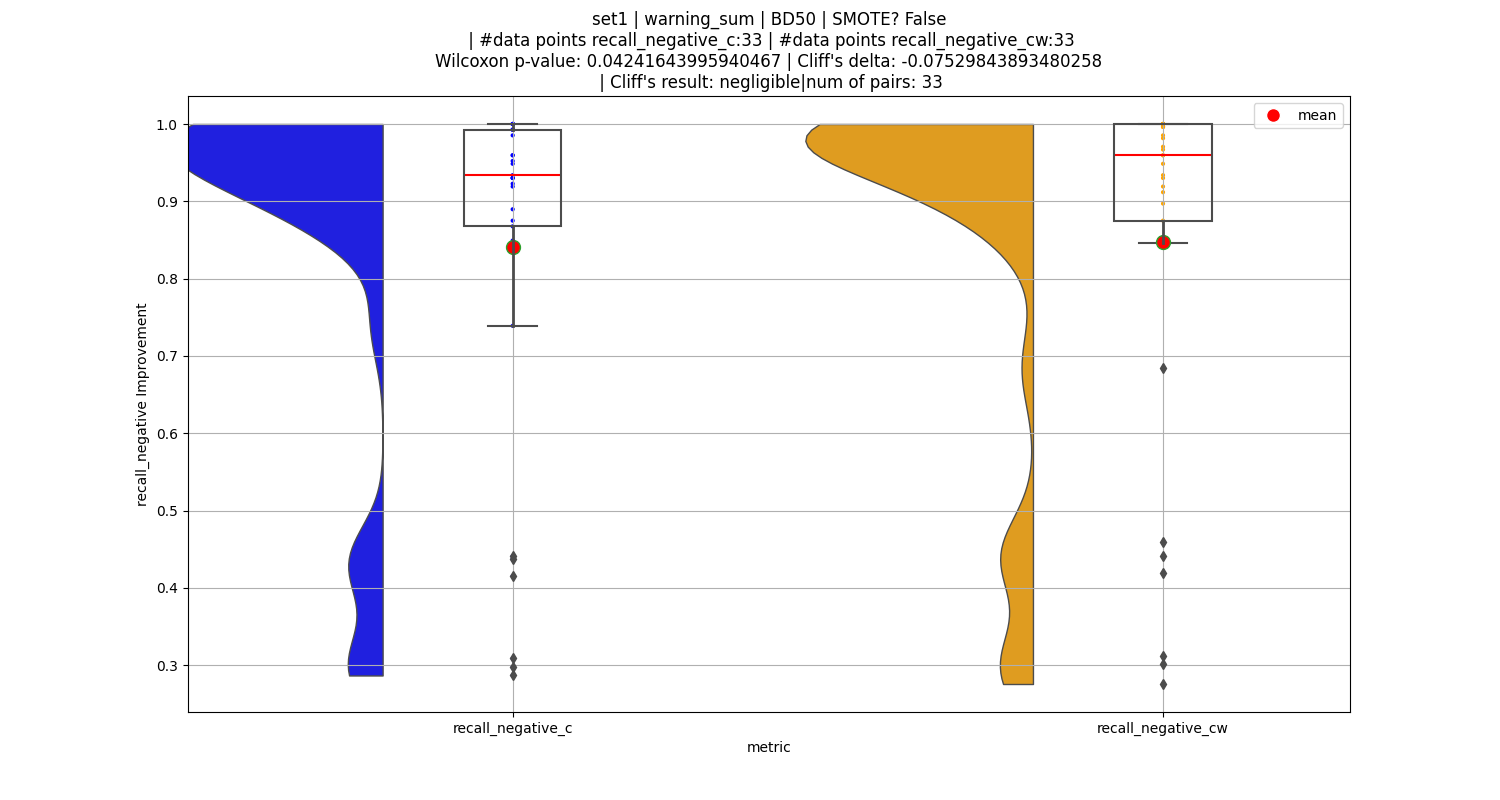 set1 | warning_sum | BD50 | SMOTE? False
| #data points recall_negative_c:33 | #data points recall_negative_cw:33
Wilcoxon p-value: 0.04241643995940467 | Cliff's delta: -0.07529843893480258
| Cliff's result: negligible|num of pairs: 33
mean
recall_negative Improvement
1.0
0.9
0.8
0.7
0.6
0.5
0.4
0.3
recall_negative_c
recall_negative_cw
metric